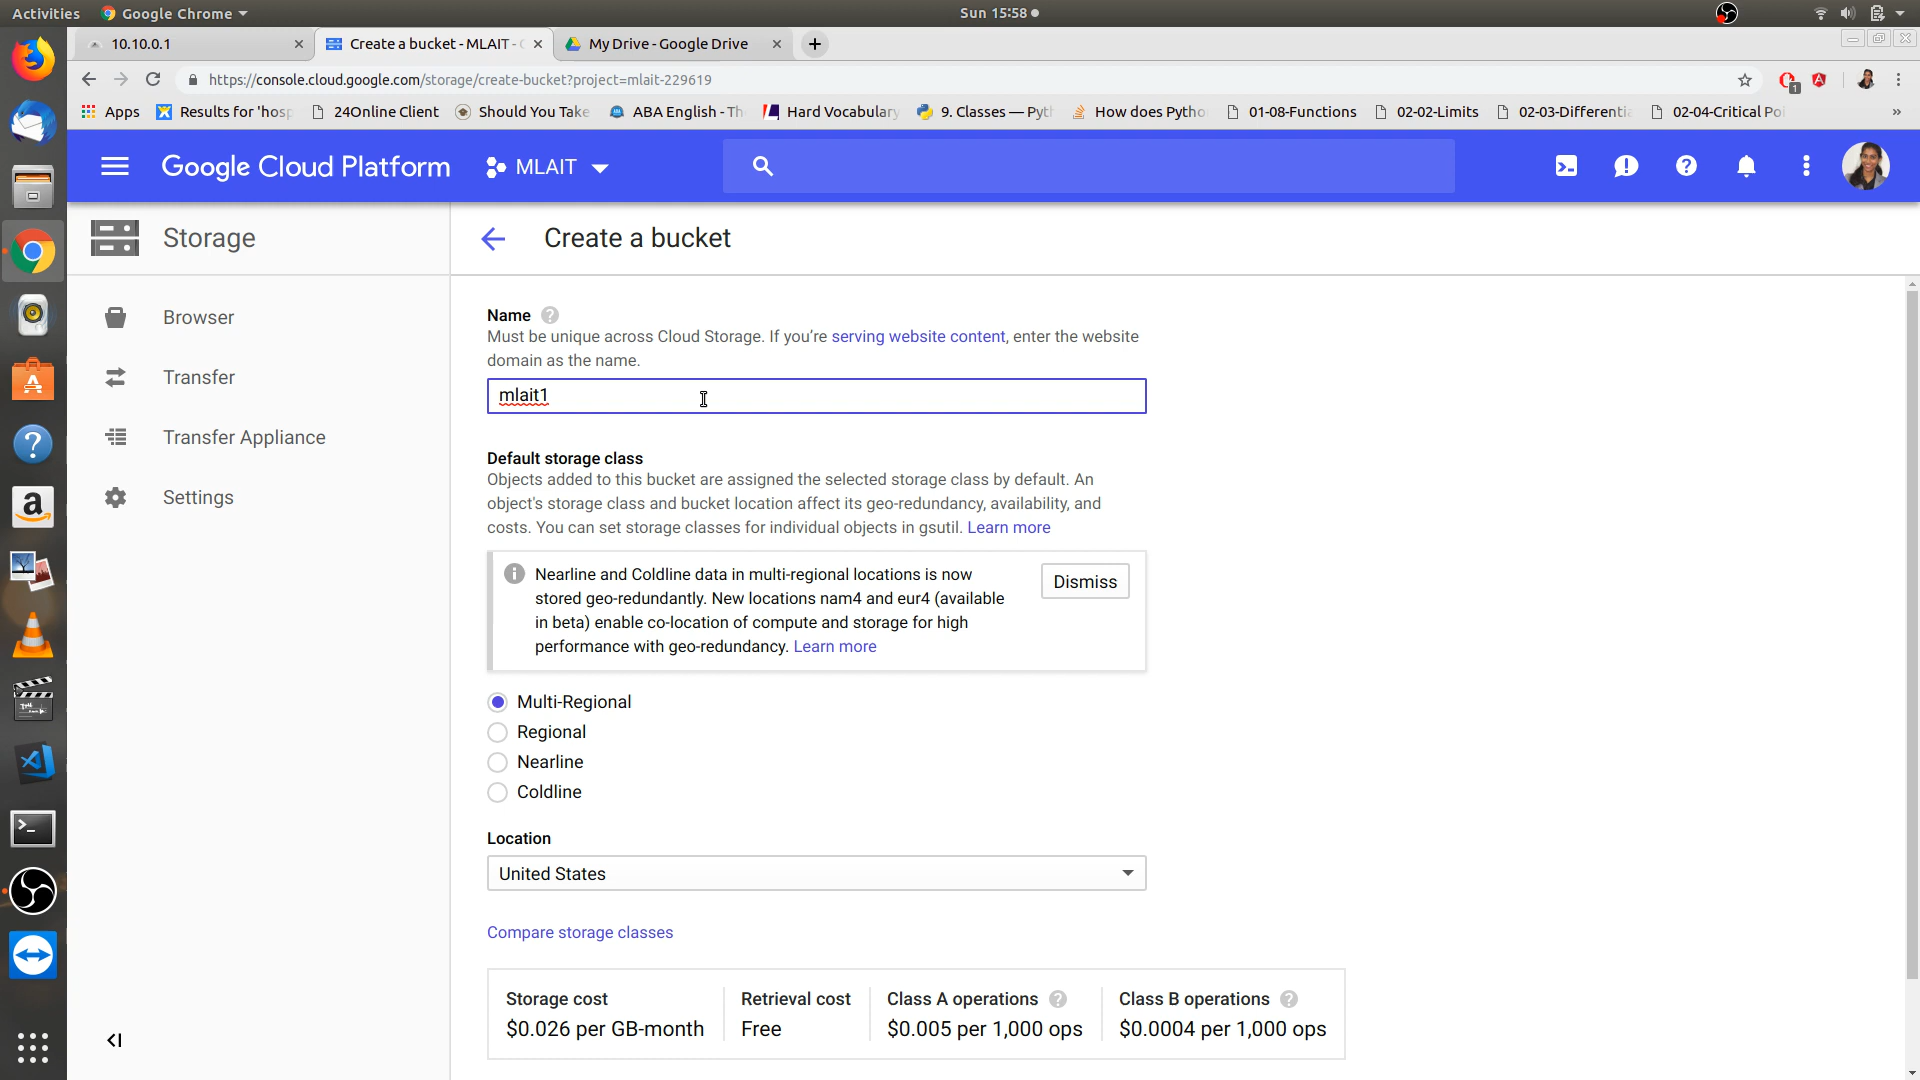 Activities Google Chrome Sun 15:58
10.10.0.1 Create a bucket - MLAIT - My Drive - Google Drive
https://console.cloud.google.com/storage/create-bucket?project=mlait-229619
Apps Results for 'hosp 24Online Client Should You Take ABA English - Th Hard Vocabulary 9. Classes — Pyt How does Pytho 01-08-Functions 02-02-Limits 02-03-Differentia 02-04-Critical Poi »
Google Cloud Platform MLAIT
Storage
Create a bucket
Browser
Transfer
Transfer Appliance
Settings
Name
Must be unique across Cloud Storage. If you're serving website content, enter the website
domain as the name.
mlait1
Default storage class
Objects added to this bucket are assigned the selected storage class by default. An
object's storage class and bucket location affect its geo-redundancy, availability, and
costs. You can set storage classes for individual objects in gsutil. Learn more
Nearline and Coldline data in multi-regional locations is now
stored geo-redundantly. New locations nam4 and eur4 (available
in beta) enable co-location of compute and storage for high
performance with geo-redundancy. Learn more
Dismiss
Multi-Regional
Regional
Nearline
Coldline
Location
United States
Compare storage classes
Storage cost Retrieval cost Class A operations Class B operations
$0.026 per GB-month Free $0.005 per 1,000 ops $0.0004 per 1,000 ops